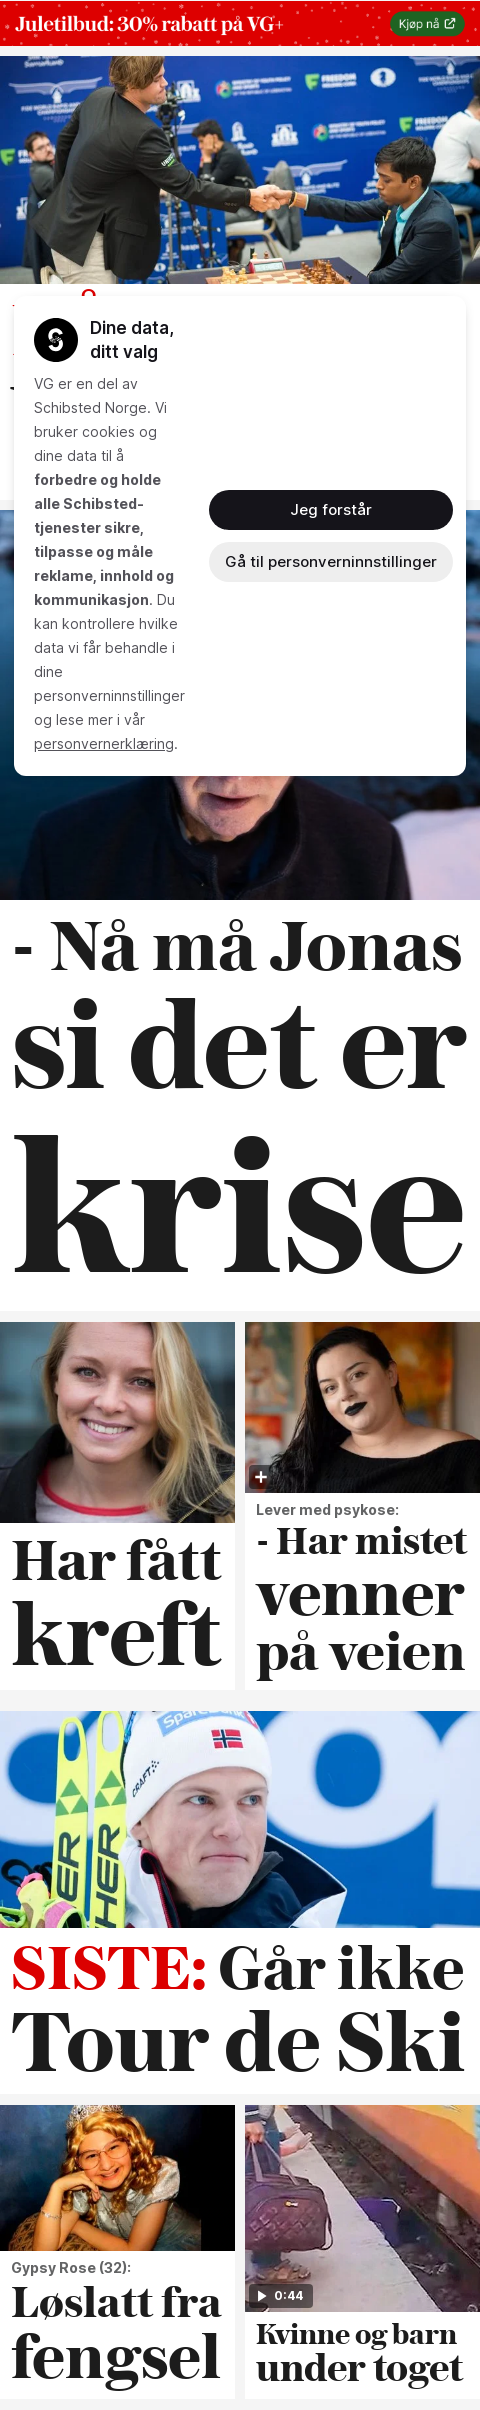 Juletilbud: 30% rabatt på VG+
Kjøp nå
FREEDOM
FREEDOM
Dine data,
ditt valg
VG er en del av
Schibsted Norge. Vi
bruker cookies og
dine data til å
forbedre og holde
alle Schibsted-
tjenester sikre,
tilpasse og måle
reklame, innhold og
kommunikasjon. Du
kan kontrollere hvilke
data vi får behandle i
dine
personverninnstillinger
og lese mer i vår
personvernerklæring.
Jeg forstår
Gå til personverninnstillinger
- Nå må Jonas
si det er
krise
Har fått
kreft
Lever med psykose:
- Har mistet
venner
på veien
CRAFT
SISTE: Går ikke
Tour de Ski
Gypsy Rose (32):
Løslatt fra
fengsel
0:44
Kvinne og barn
under toget